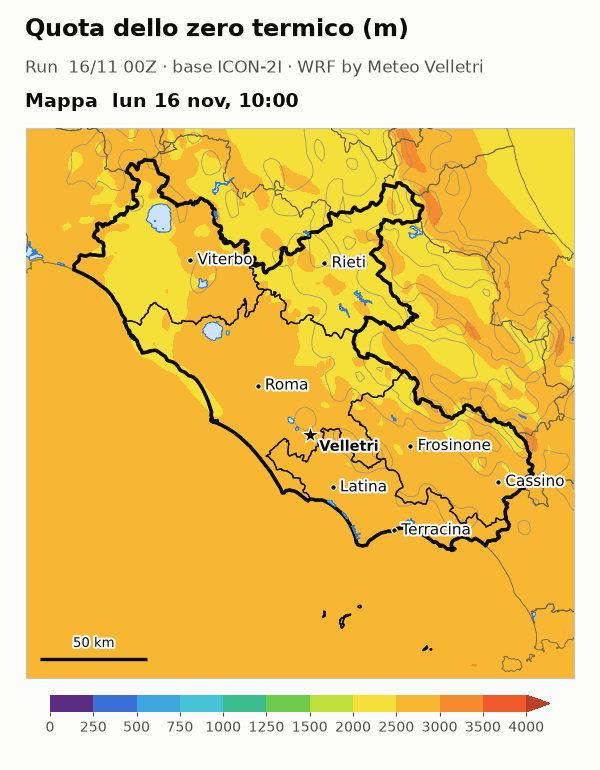 Quota dello zero termico (m)
Run  16/11 00Z · base ICON-2I · WRF by Meteo Velletri
Mappa  lun 16 nov, 10:00
Viterbo
Rieti
Roma
Velletri
Frosinone
Cassino
Latina
Terracina
50 km
0 250 500 750 1000 1250 1500 2000 2500 3000 3500 4000